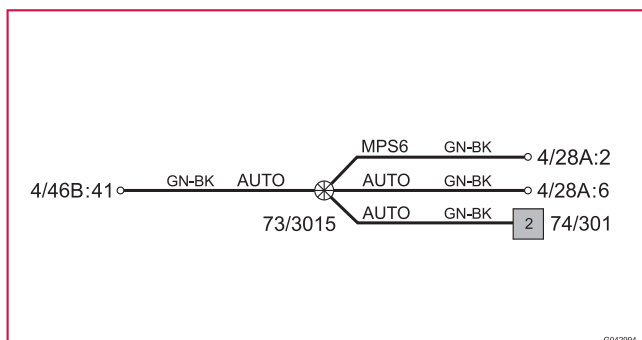 MPS6 GN-BK 4/28A:2
4/46B:41 GN-BK AUTO AUTO GN-BK 4/28A:6
73/3015 AUTO GN-BK 2 74/301